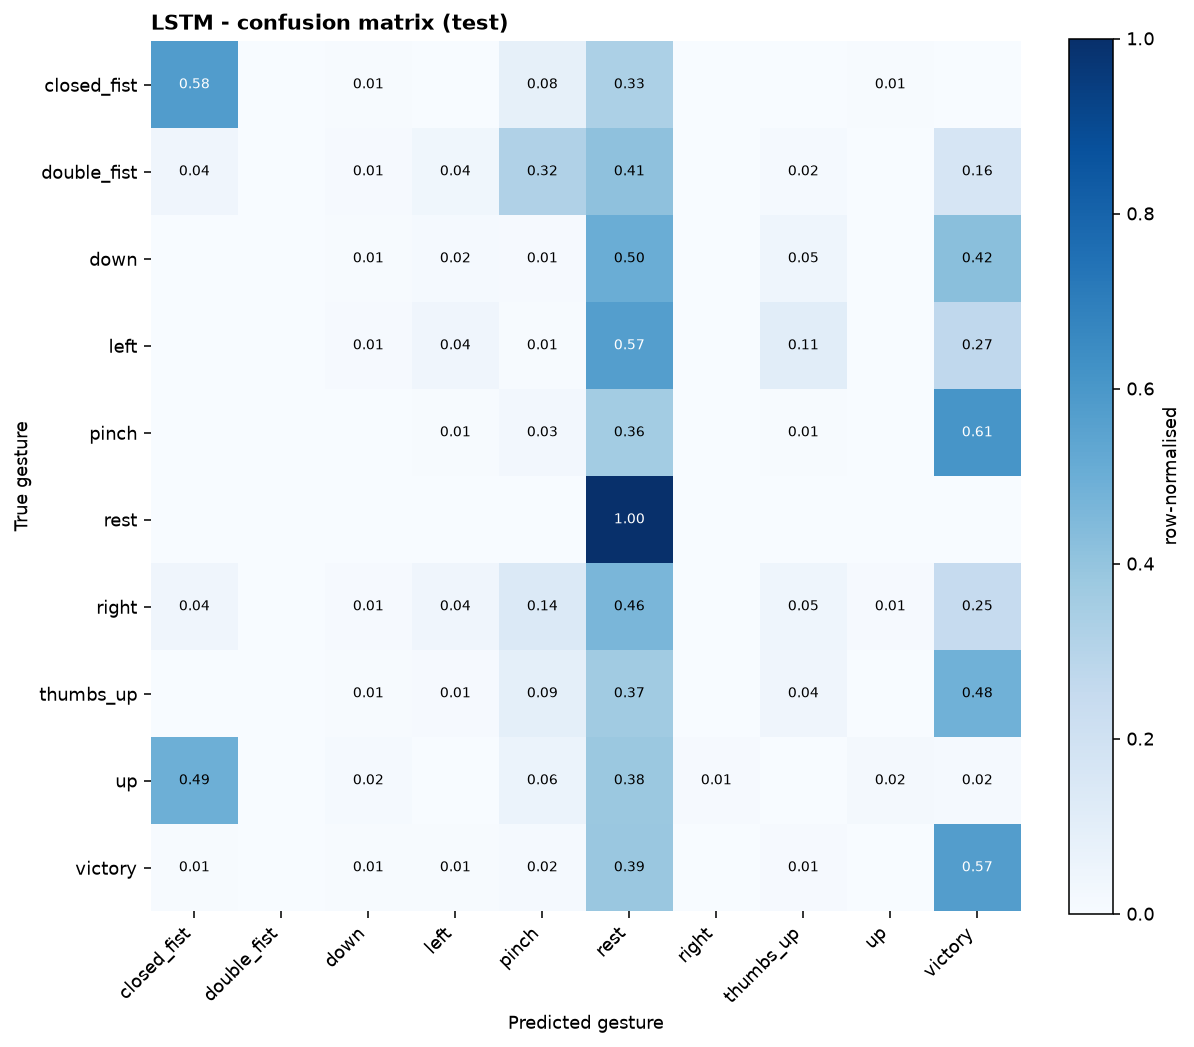 LSTM - confusion matrix (test)
closed_fist 0.58 0.01 0.08 0.33 0.01
double_fist 0.04 0.01 0.04 0.32 0.41 0.02 0.16
down 0.01 0.02 0.01 0.50 0.05 0.42
left 0.01 0.04 0.01 0.57 0.11 0.27
pinch 0.01 0.03 0.36 0.01 0.61
rest 1.00
right 0.04 0.01 0.04 0.14 0.46 0.05 0.01 0.25
thumbs_up 0.01 0.01 0.09 0.37 0.04 0.48
up 0.49 0.02 0.06 0.38 0.01 0.02 0.02
victory 0.01 0.01 0.01 0.02 0.39 0.01 0.57
closed_fist double_fist down left pinch rest right thumbs_up up victory
Predicted gesture
True gesture
1.0
0.8
0.6
0.4
0.2
0.0
row-normalised